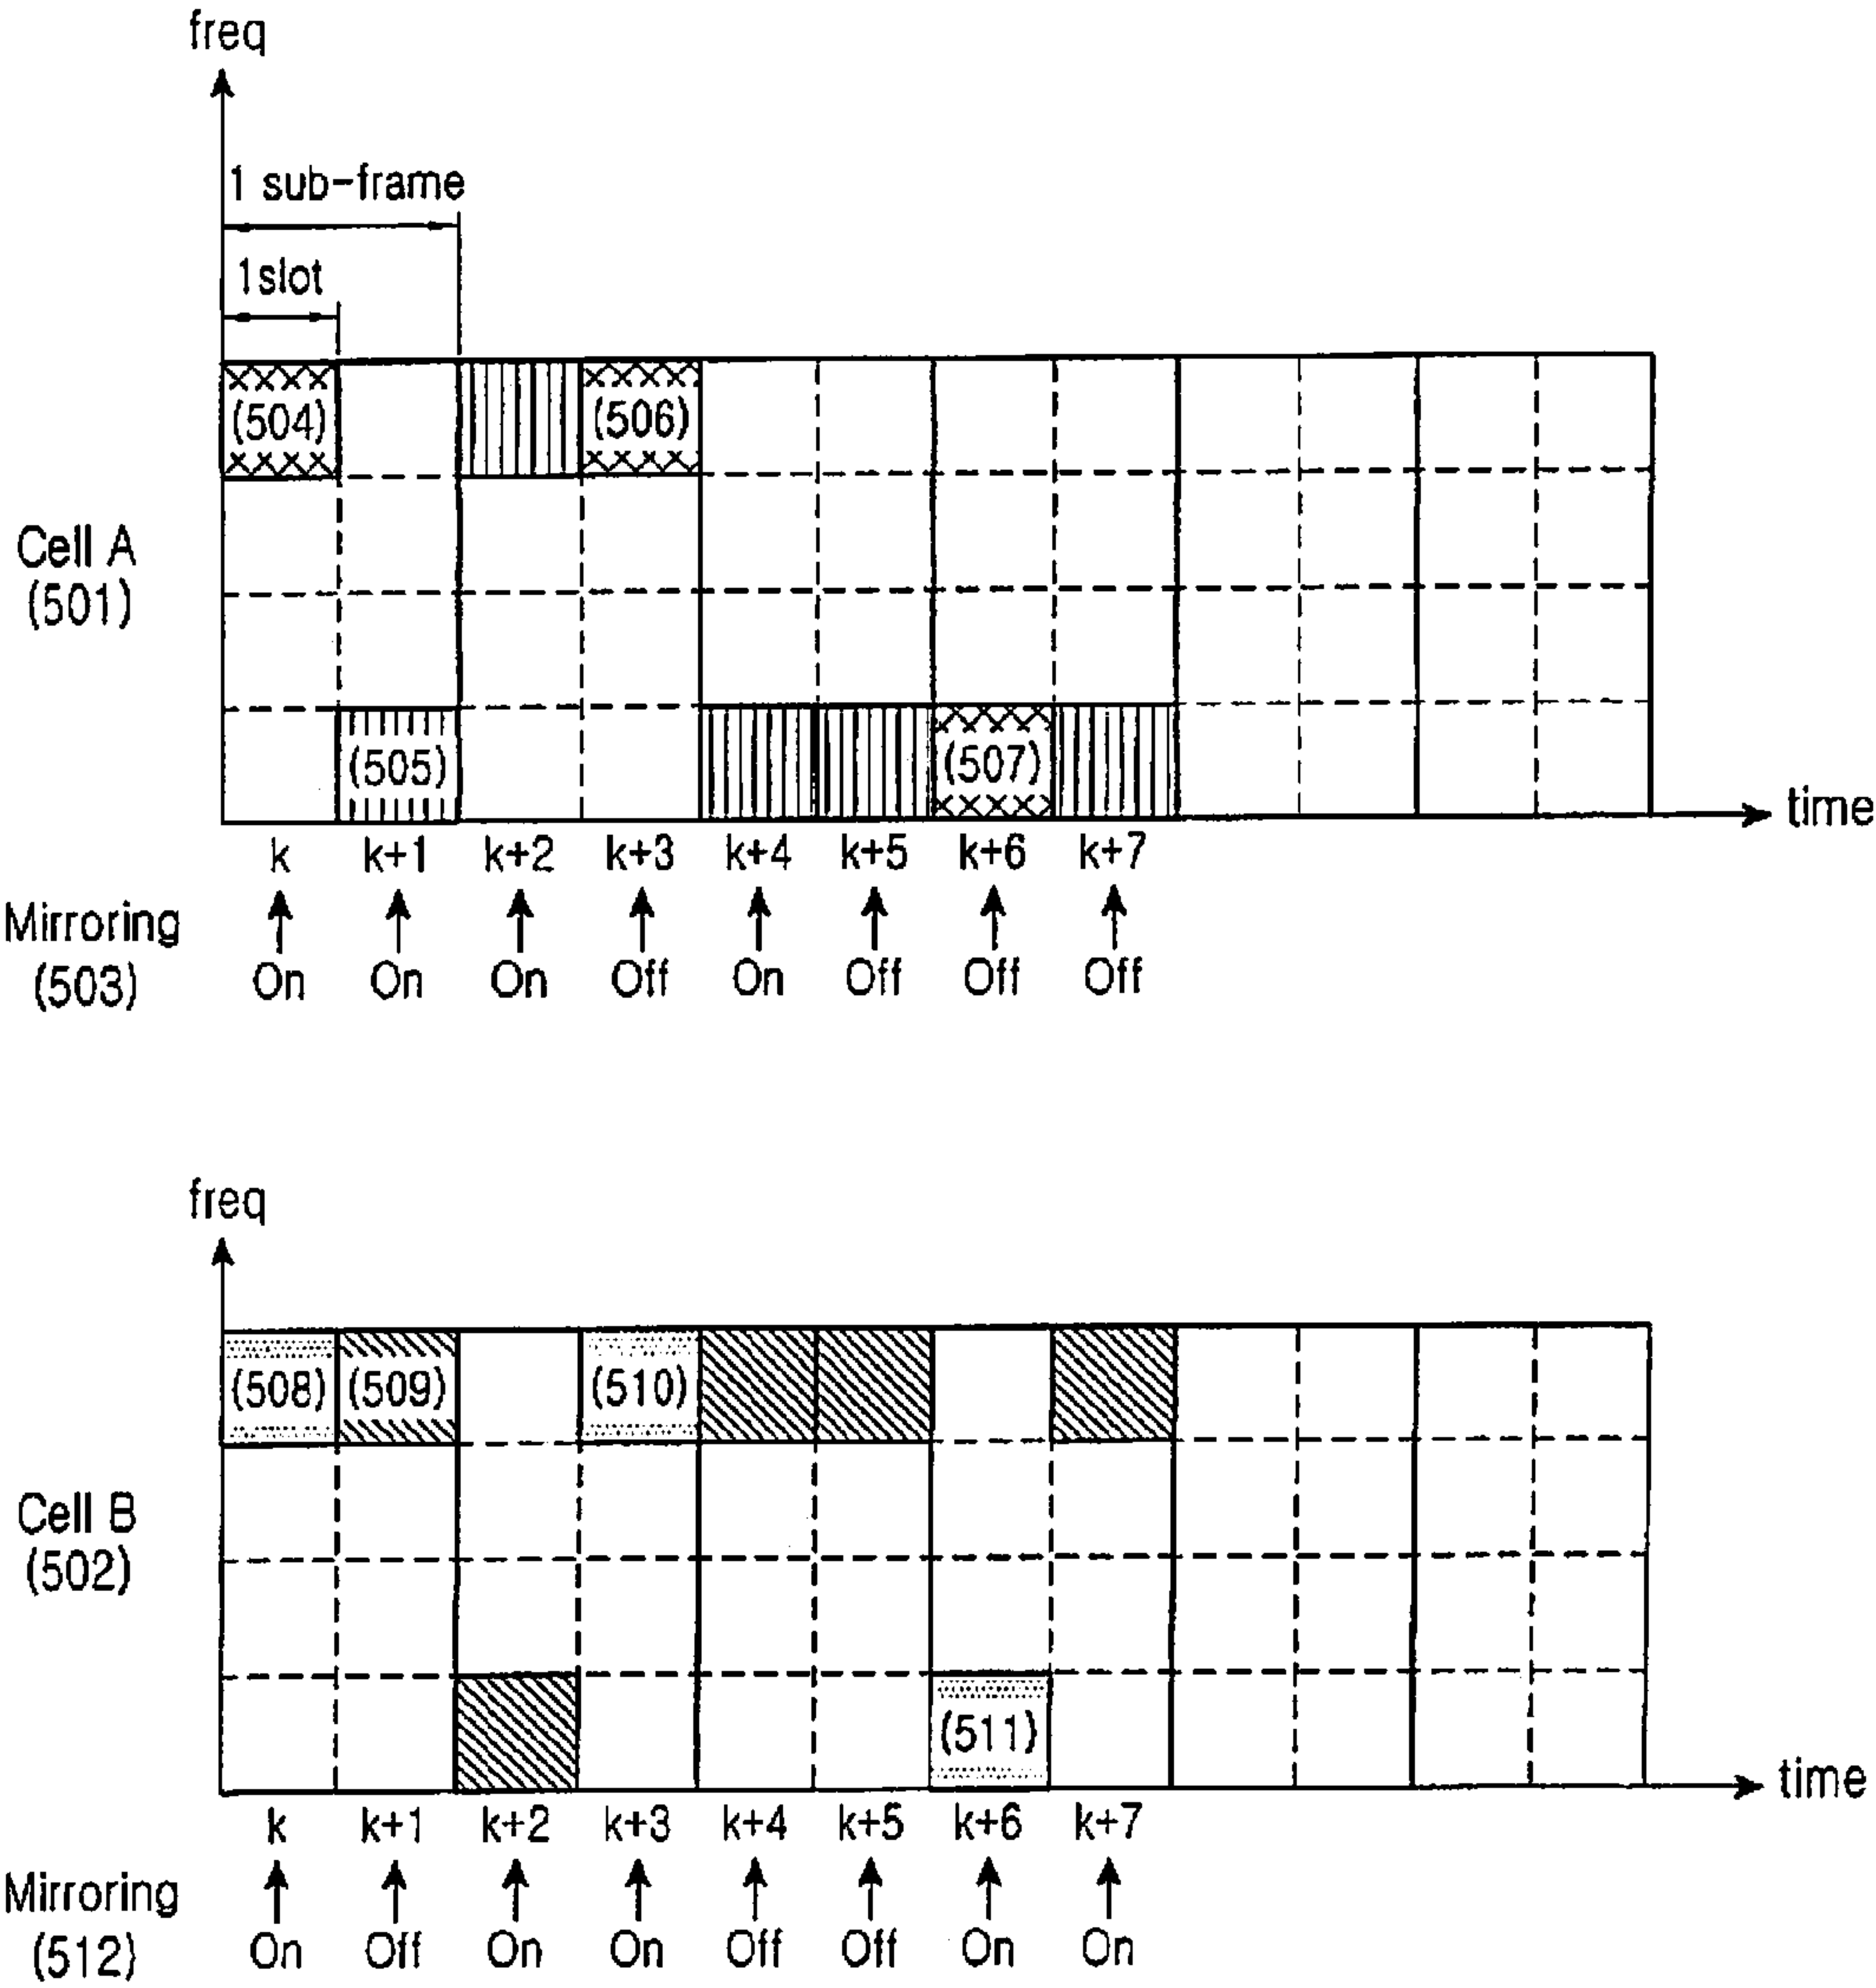 freq
1 sub-frame
1slot
(504) (506)
Cell A
(501)
(505) (507)
time
k k+1 k+2 k+3 k+4 k+5 k+6 k+7
Mirroring
(503)
On On On Off On Off Off Off
freq
(508) (509) (510)
Cell B
(502)
(511)
time
k k+1 k+2 k+3 k+4 k+5 k+6 k+7
Mirroring
(512)
On Off On On Off Off On On